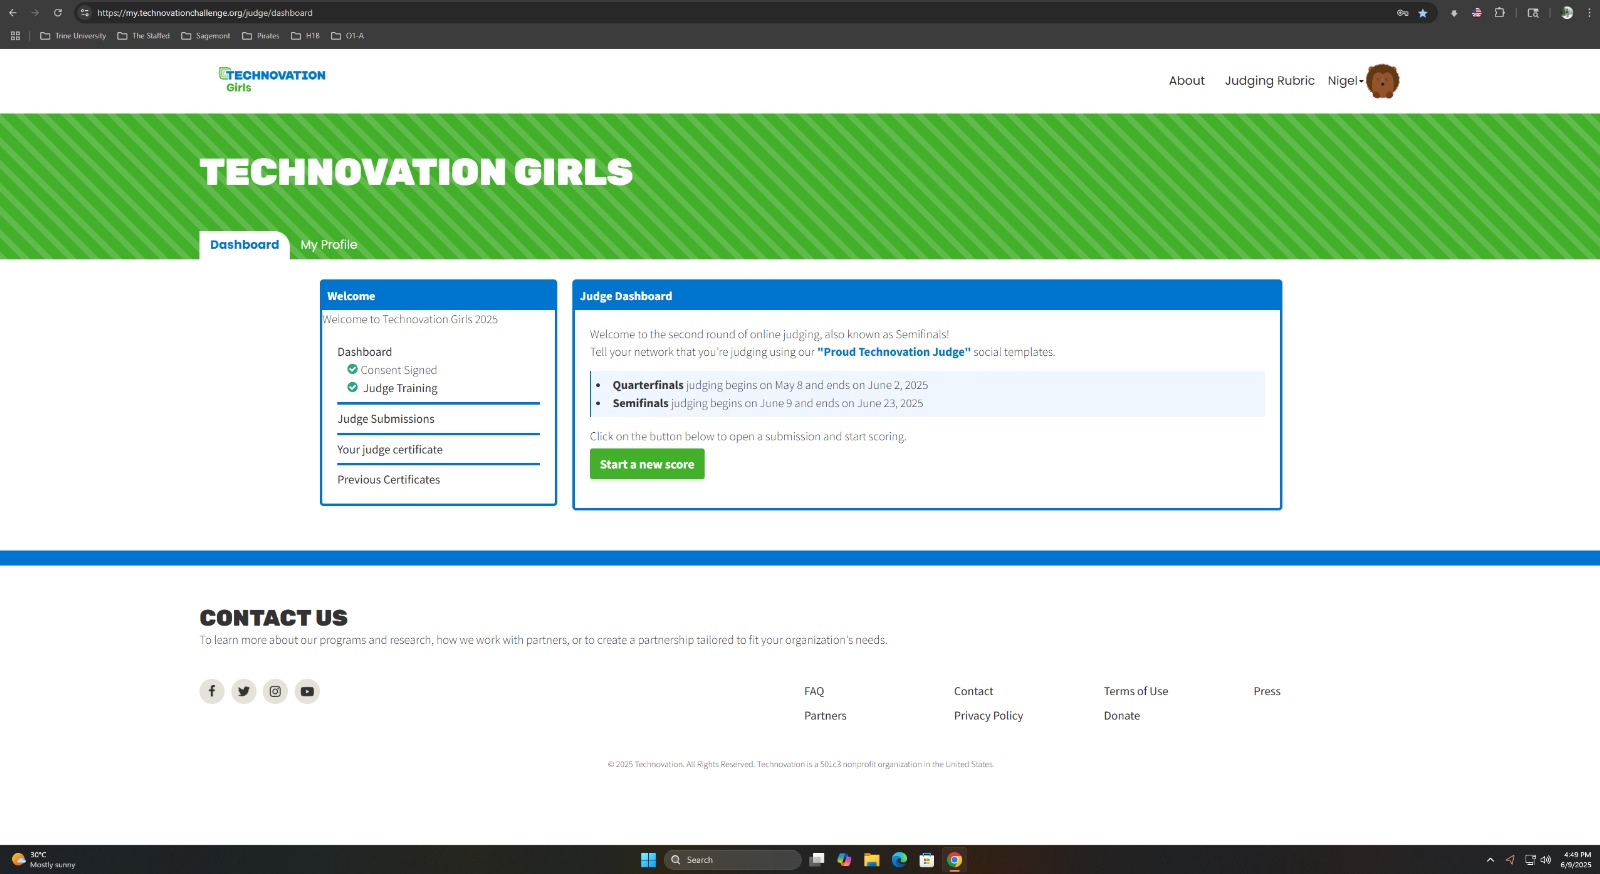 https://my.technovationchallenge.org/judge/dashboard
Trine University
The Staffed
Sagemont
Pirates
H1B
O1-A
TECHNOVATION
Girls
About
Judging Rubric
Nigel
TECHNOVATION GIRLS
Dashboard
My Profile
Welcome
Welcome to Technovation Girls 2025
Dashboard
Consent Signed
Judge Training
Judge Submissions
Your judge certificate
Previous Certificates
Judge Dashboard
Welcome to the second round of online judging, also known as Semifinals!
Tell your network that you're judging using our "Proud Technovation Judge" social templates.
• Quarterfinals judging begins on May 8 and ends on June 2, 2025
• Semifinals judging begins on June 9 and ends on June 23, 2025
Click on the button below to open a submission and start scoring.
Start a new score
CONTACT US
To learn more about our programs and research, how we work with partners, or to create a partnership tailored to fit your organization's needs.
FAQ
Contact
Terms of Use
Press
Partners
Privacy Policy
Donate
© 2025 Technovation. All Rights Reserved. Technovation is a 501c3 nonprofit organization in the United States.
30°C
Mostly sunny
Search
4:49 PM
6/9/2025